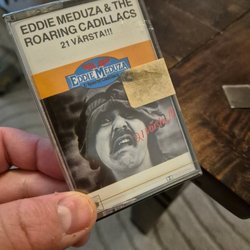 EDDIE MEDUZA & THE
ROARING CADILLACS
21 VÄRSTA!!!
EDDIE MEDUZA